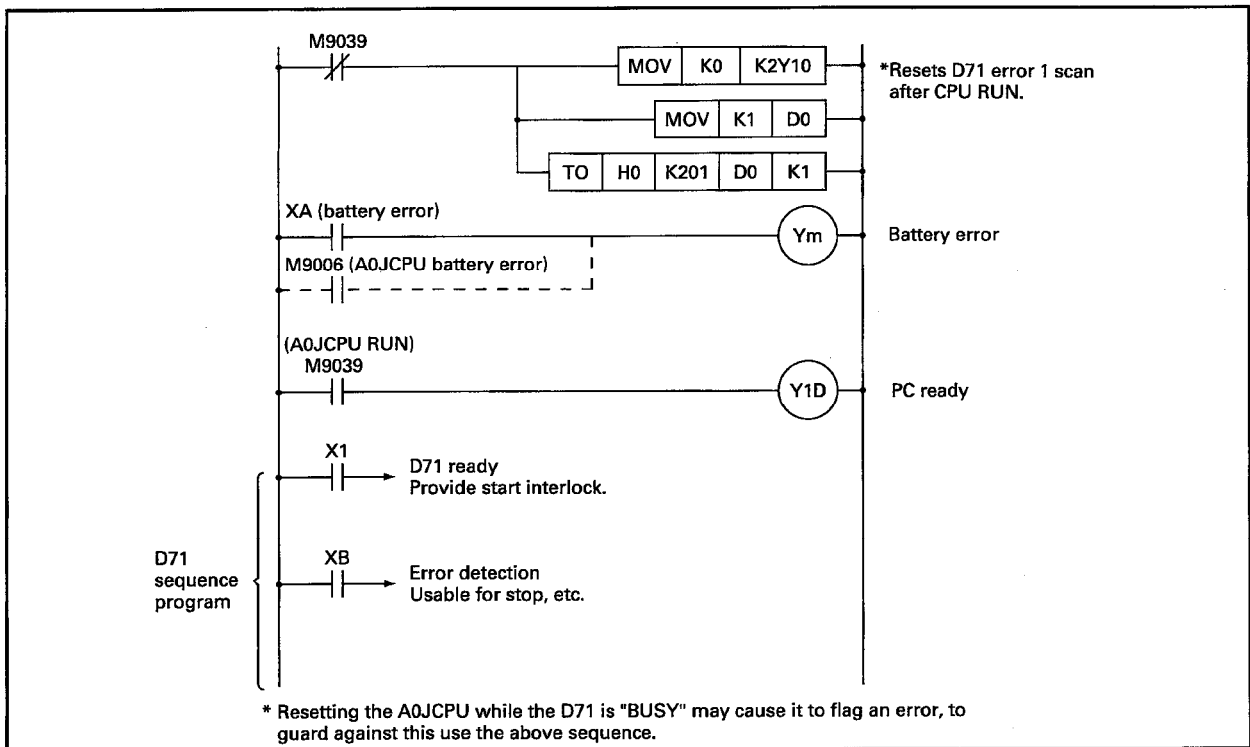 M9039
MOV K0 K2Y10
*Resets D71 error 1 scan
after CPU RUN.
MOV K1 D0
TO H0 K201 D0 K1
XA (battery error)
Ym
Battery error
M9006 (A0JCPU battery error)
(A0JCPU RUN)
M9039
Y1D
PC ready
X1
D71 ready
Provide start interlock.
D71
sequence
program
XB
Error detection
Usable for stop, etc.
* Resetting the A0JCPU while the D71 is "BUSY" may cause it to flag an error, to
guard against this use the above sequence.